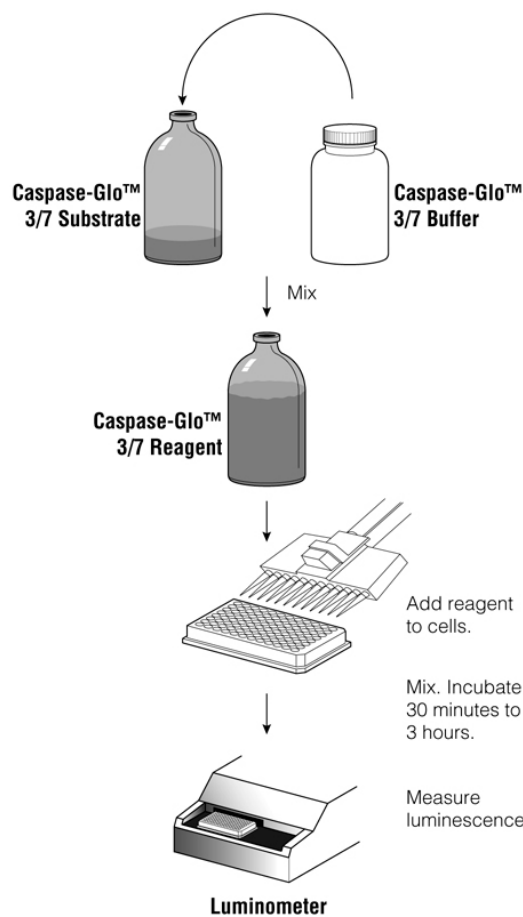 Caspase-Glo™
3/7 Substrate
Caspase-Glo™
3/7 Buffer
Mix
Caspase-Glo™
3/7 Reagent
Add reagent
to cells.
Mix. Incubate
30 minutes to
3 hours.
Measure
luminescence
Luminometer